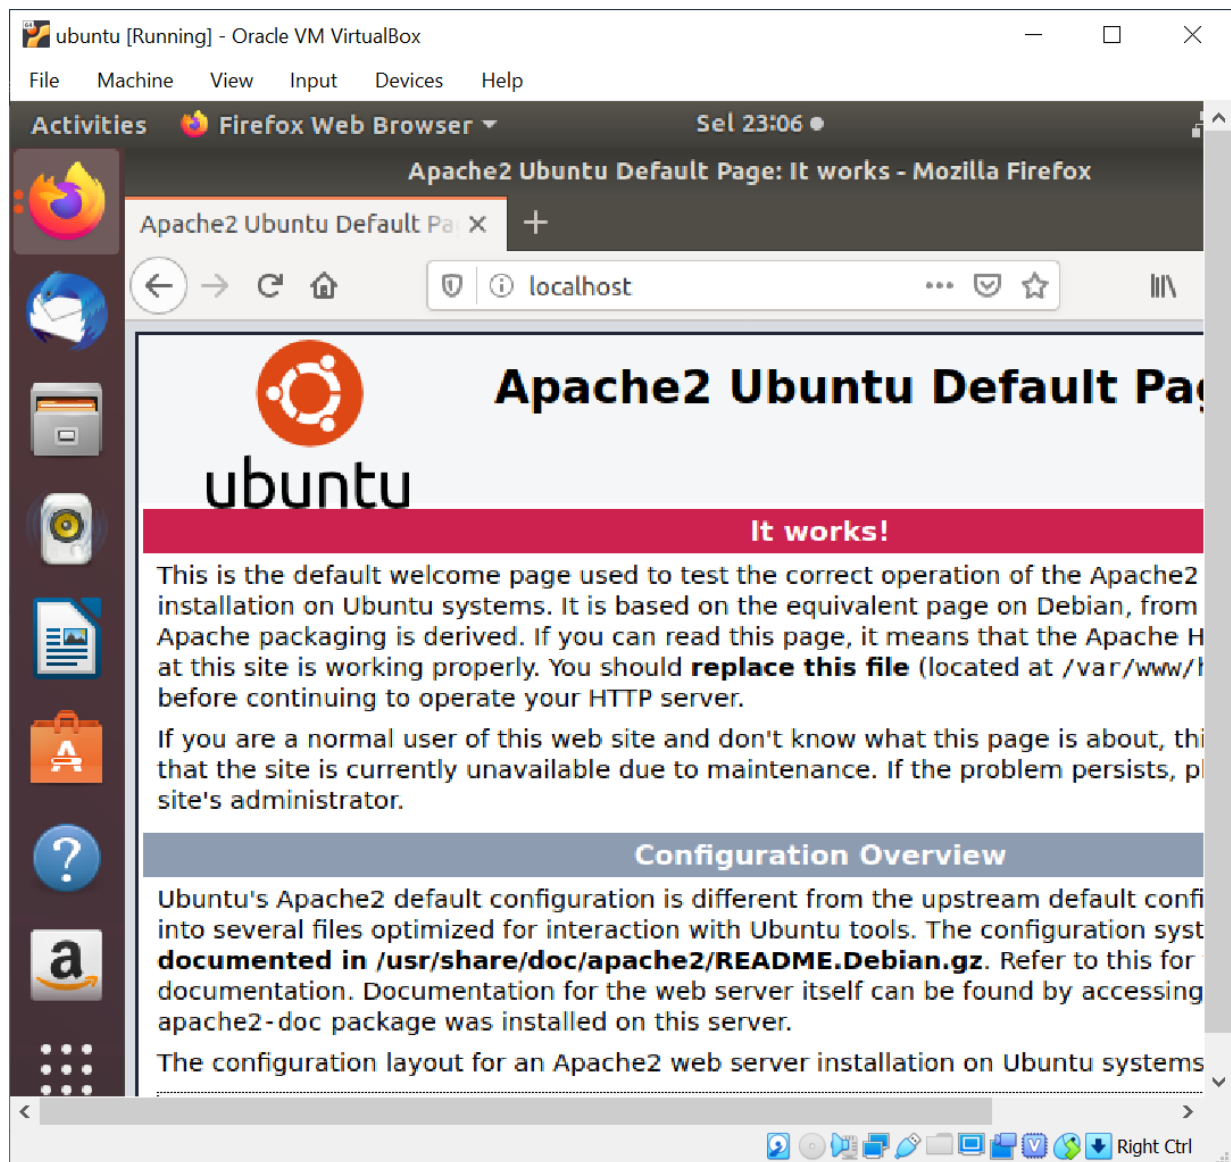 ubuntu [Running] - Oracle VM VirtualBox
File Machine View Input Devices Help
Activities Firefox Web Browser Sel 23:06
Apache2 Ubuntu Default Page: It works - Mozilla Firefox
Apache2 Ubuntu Default Pa
localhost
ubuntu
Apache2 Ubuntu Default Pa
It works!
This is the default welcome page used to test the correct operation of the Apache2
installation on Ubuntu systems. It is based on the equivalent page on Debian, from
Apache packaging is derived. If you can read this page, it means that the Apache H
at this site is working properly. You should replace this file (located at /var/www/h
before continuing to operate your HTTP server.
If you are a normal user of this web site and don't know what this page is about, thi
that the site is currently unavailable due to maintenance. If the problem persists, pl
site's administrator.
Configuration Overview
Ubuntu's Apache2 default configuration is different from the upstream default confi
into several files optimized for interaction with Ubuntu tools. The configuration syst
documented in /usr/share/doc/apache2/README.Debian.gz. Refer to this for
documentation. Documentation for the web server itself can be found by accessing
apache2-doc package was installed on this server.
The configuration layout for an Apache2 web server installation on Ubuntu systems
Right Ctrl